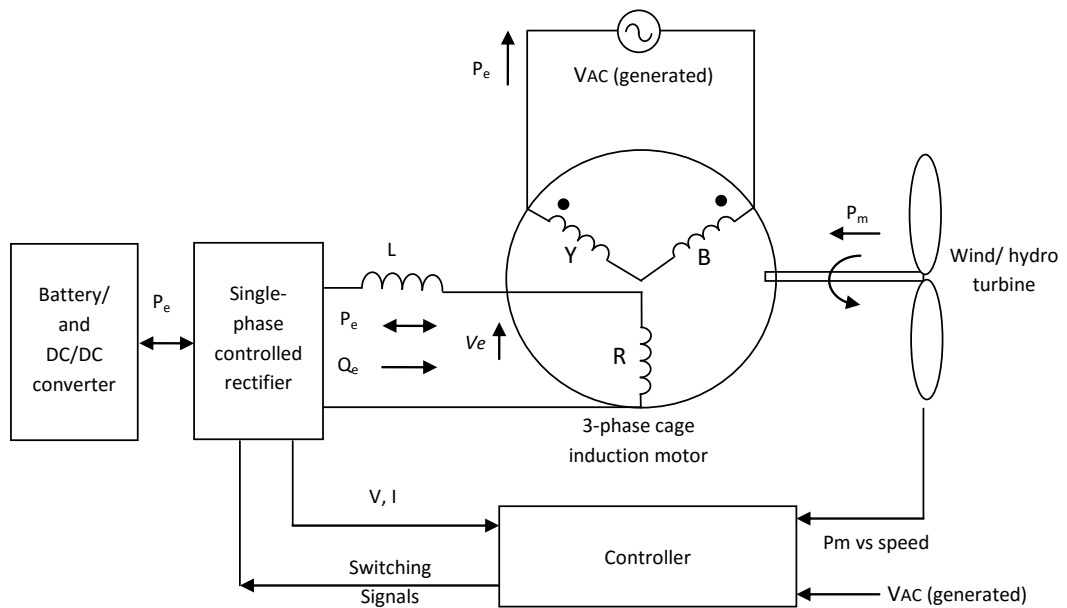 Pe
VAC (generated)
Y
B
Pm
Wind/ hydro
turbine
Battery/
and
DC/DC
converter
Pe
Single-
phase
controlled
rectifier
L
Pe
Qe
Ve
R
3-phase cage
induction motor
V, I
Controller
Pm vs speed
Switching
Signals
VAC (generated)